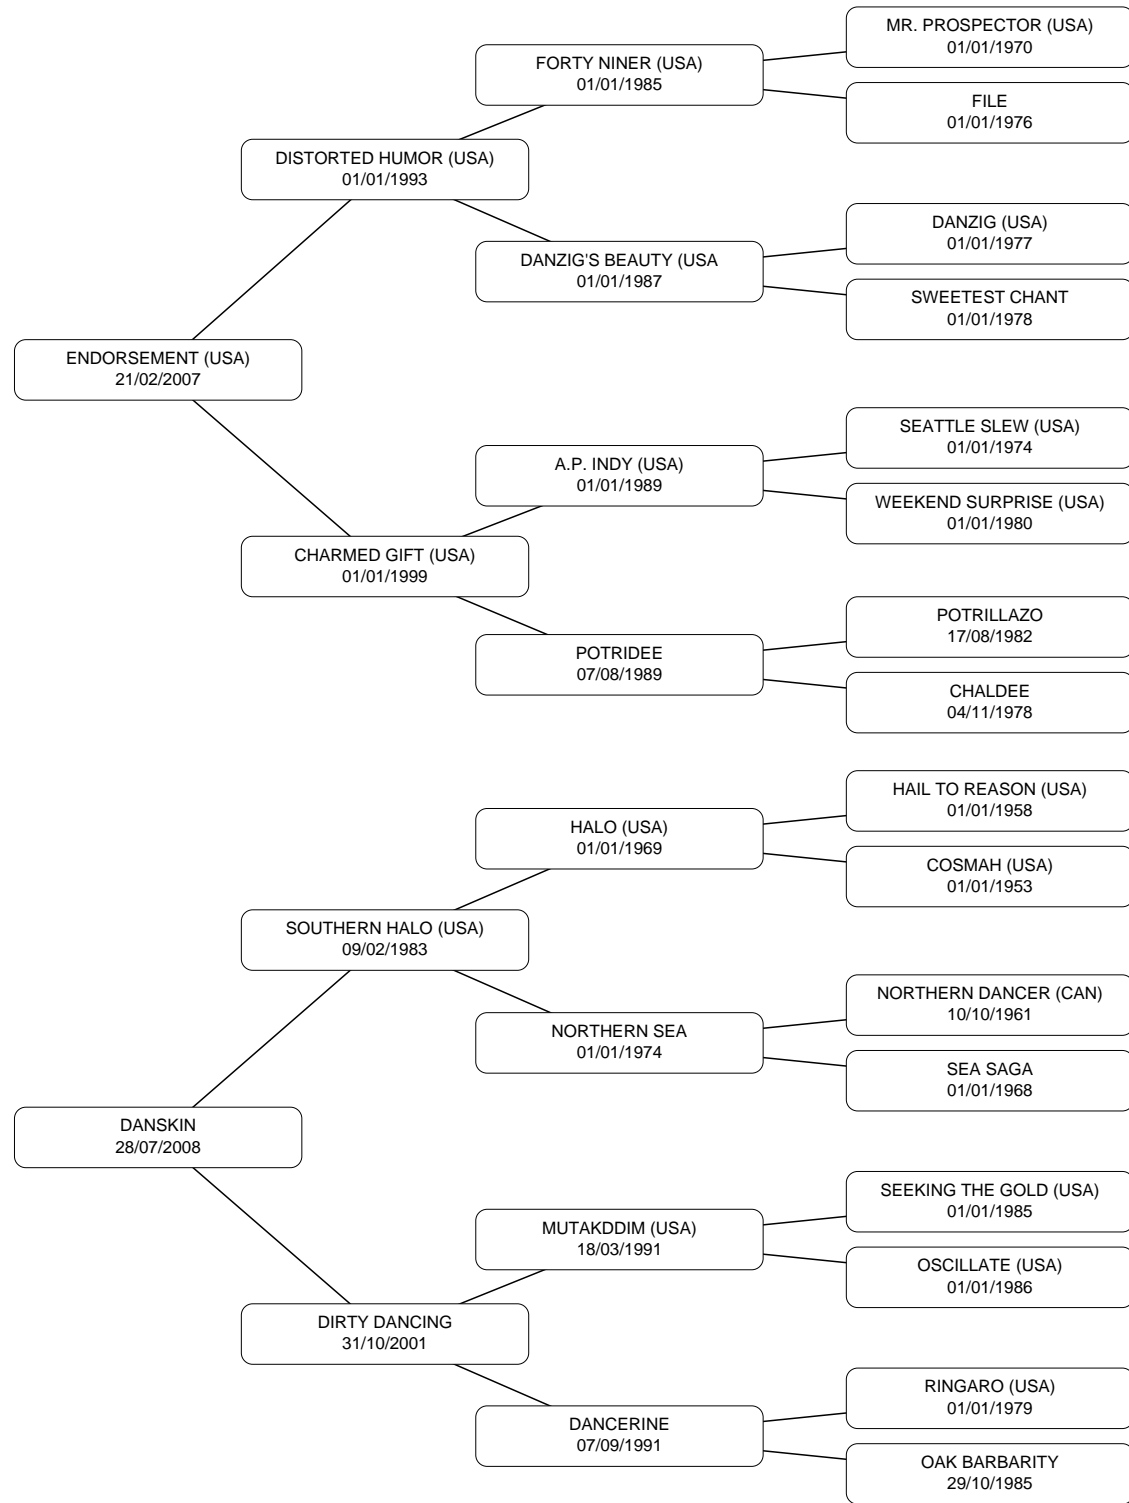 MR. PROSPECTOR (USA)
01/01/1970
FORTY NINER (USA)
01/01/1985
FILE
01/01/1976
DISTORTED HUMOR (USA)
01/01/1993
DANZIG (USA)
01/01/1977
DANZIG'S BEAUTY (USA
01/01/1987
SWEETEST CHANT
01/01/1978
ENDORSEMENT (USA)
21/02/2007
SEATTLE SLEW (USA)
01/01/1974
A.P. INDY (USA)
01/01/1989
WEEKEND SURPRISE (USA)
01/01/1980
CHARMED GIFT (USA)
01/01/1999
POTRILLAZO
17/08/1982
POTRIDEE
07/08/1989
CHALDEE
04/11/1978
HAIL TO REASON (USA)
01/01/1958
HALO (USA)
01/01/1969
COSMAH (USA)
01/01/1953
SOUTHERN HALO (USA)
09/02/1983
NORTHERN DANCER (CAN)
10/10/1961
NORTHERN SEA
01/01/1974
SEA SAGA
01/01/1968
DANSKIN
28/07/2008
SEEKING THE GOLD (USA)
01/01/1985
MUTAKDDIM (USA)
18/03/1991
OSCILLATE (USA)
01/01/1986
DIRTY DANCING
31/10/2001
RINGARO (USA)
01/01/1979
DANCERINE
07/09/1991
OAK BARBARITY
29/10/1985